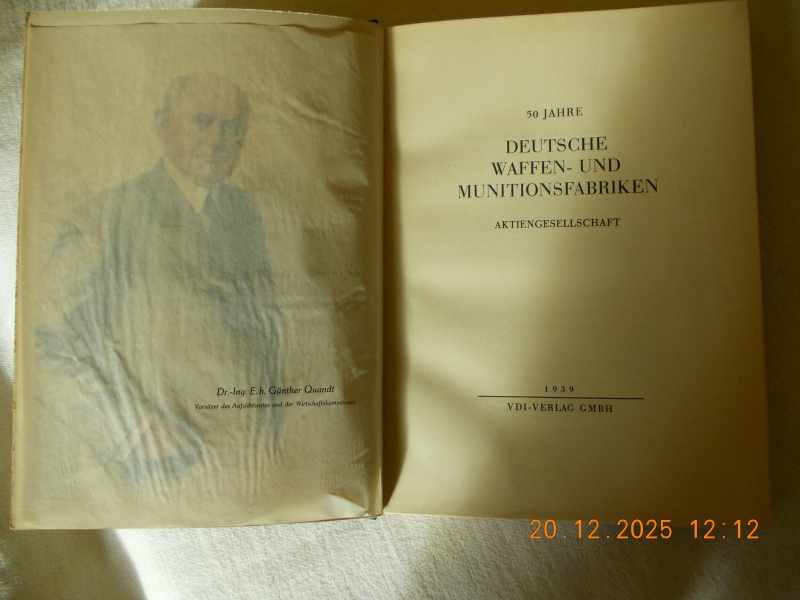 Dr.-Ing. E. h. Günther Quandt
Vorsitzer des Aufsichtsrates und der Wirtschaftskommission
50 JAHRE
DEUTSCHE
WAFFEN- UND
MUNITIONSFABRIKEN
AKTIENGESELLSCHAFT
1939
VDI-VERLAG GMBH
20.12.2025 12:12